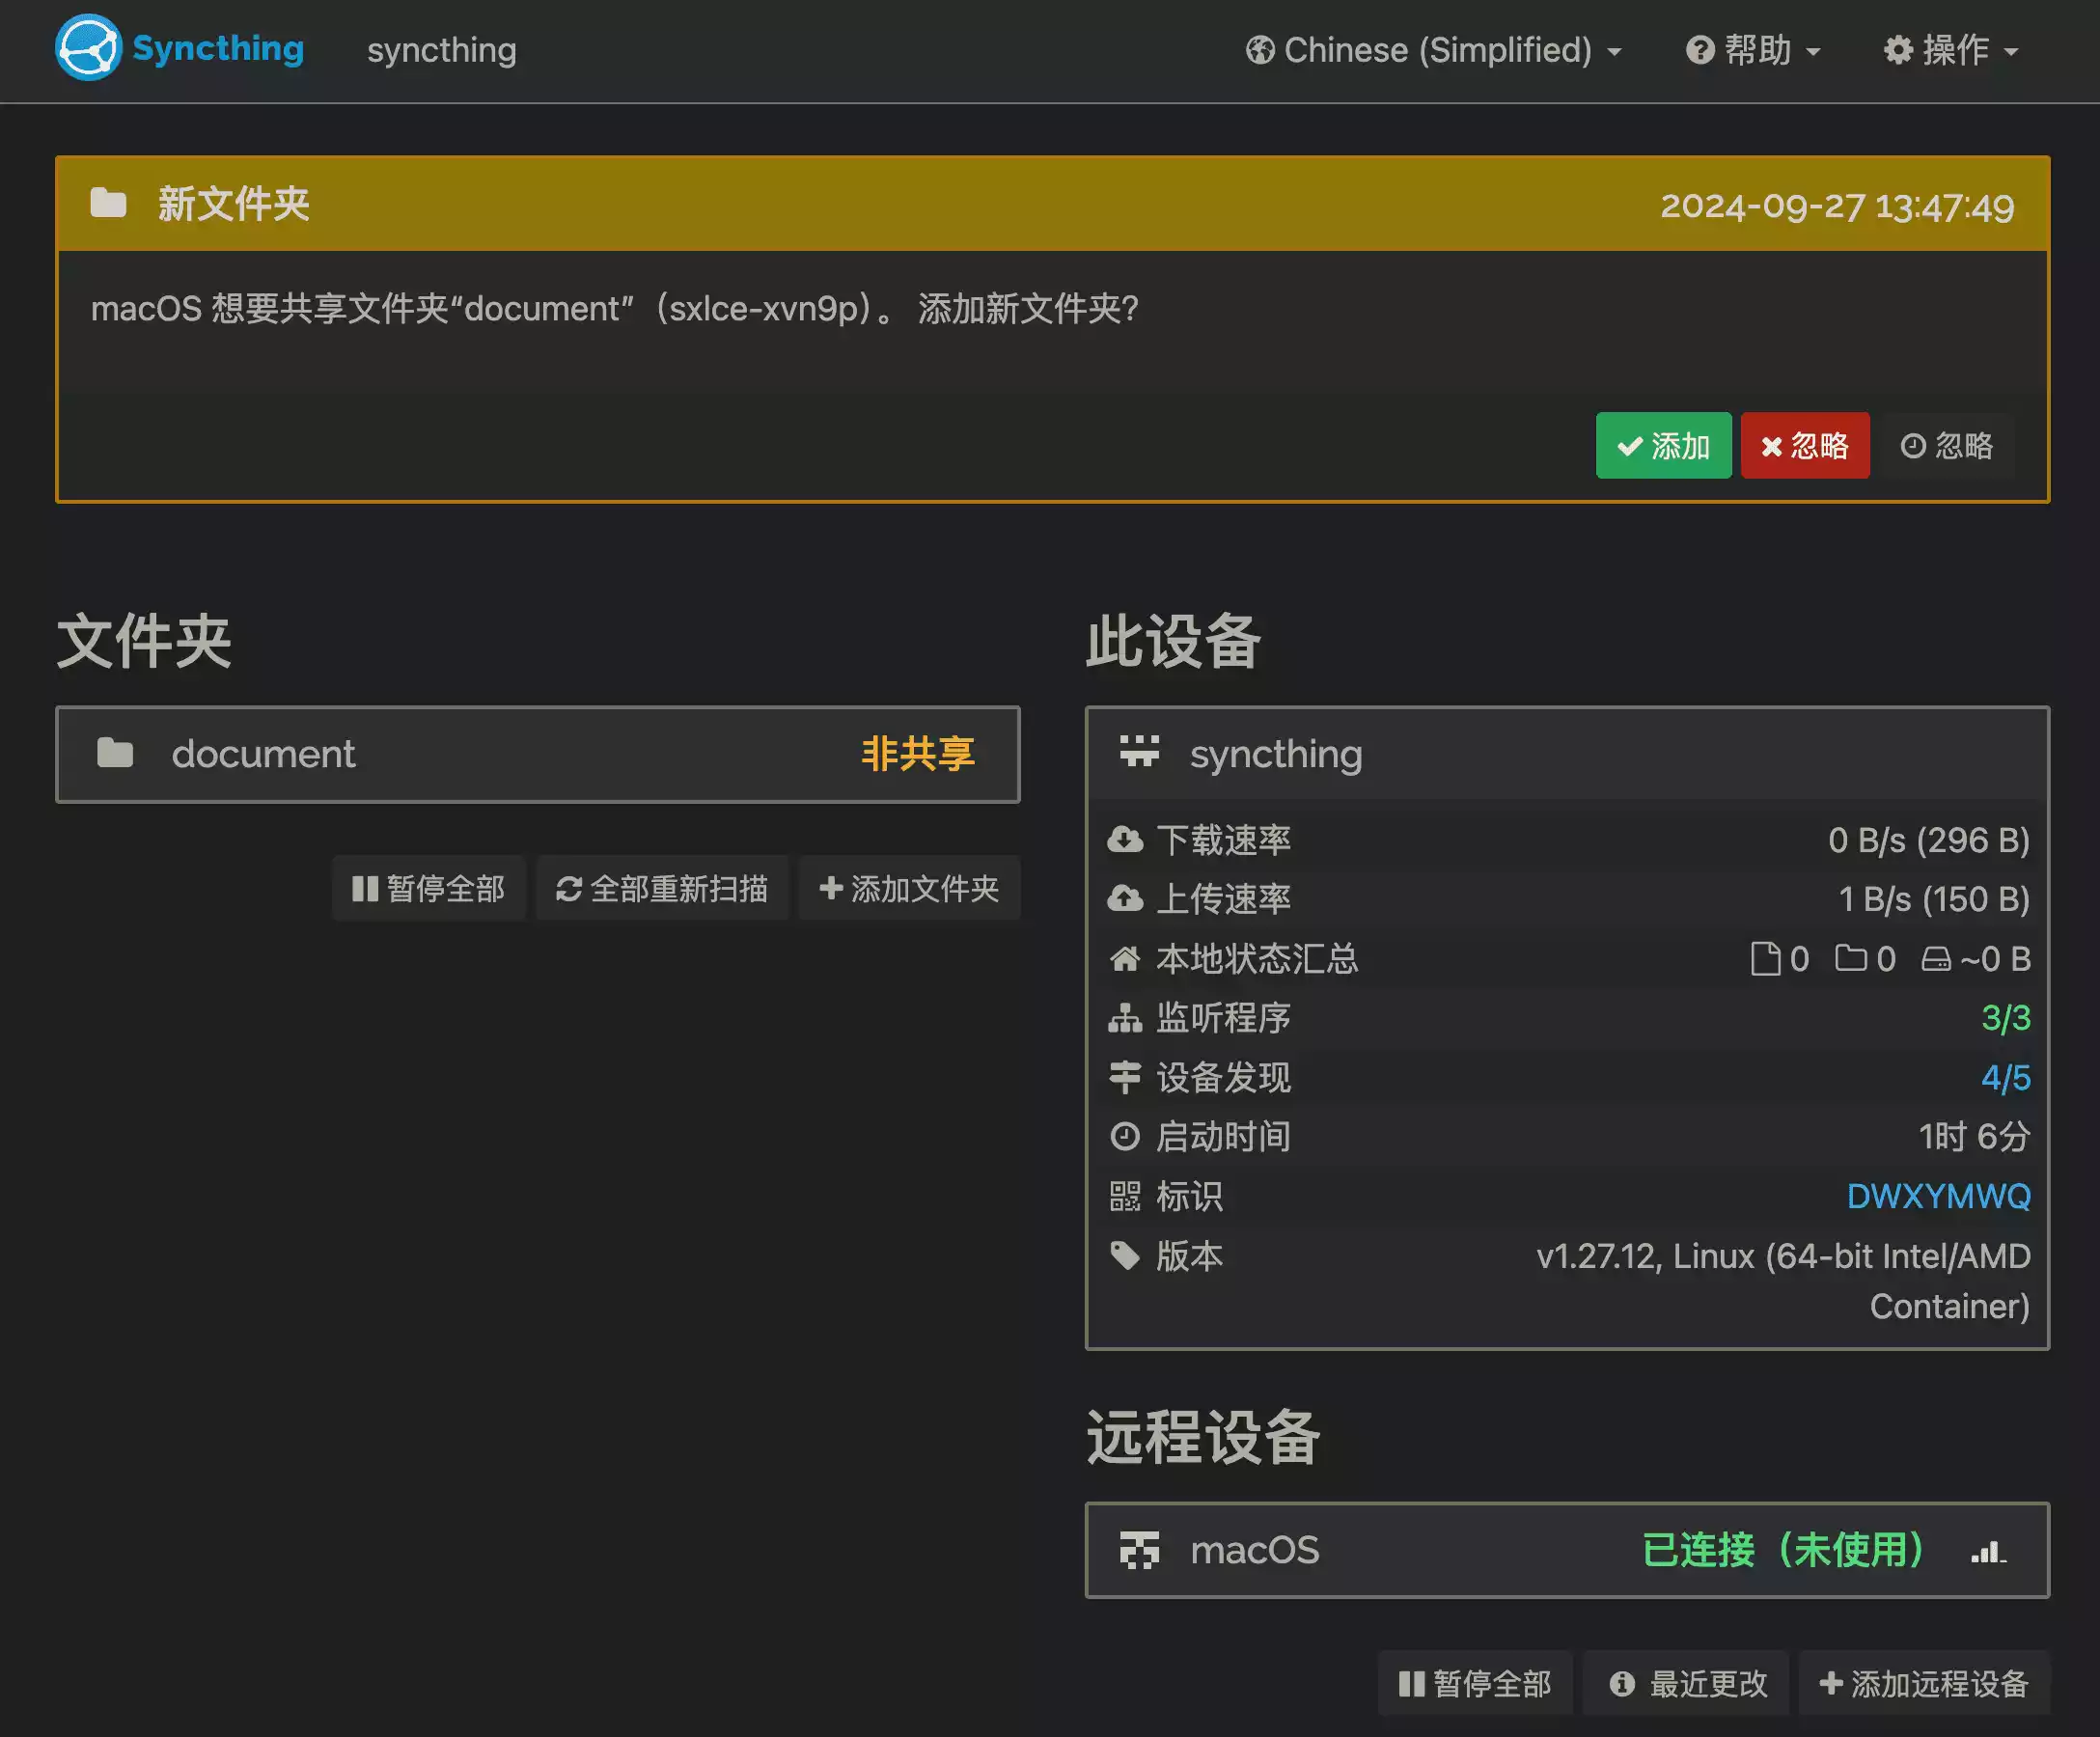 Syncthing syncthing Chinese (Simplified) 帮助 操作
新文件夹 2024-09-27 13:47:49
macOS 想要共享文件夹“document”（sxlce-xvn9p）。 添加新文件夹?
添加 忽略 忽略
文件夹
document 非共享
暂停全部 全部重新扫描 添加文件夹
此设备
syncthing
下载速率 0 B/s (296 B)
上传速率 1 B/s (150 B)
本地状态汇总 0 0 ~0 B
监听程序 3/3
设备发现 4/5
启动时间 1时 6分
标识 DWXYMWQ
版本 v1.27.12, Linux (64-bit Intel/AMD
Container)
远程设备
macOS 已连接（未使用）
暂停全部 最近更改 添加远程设备